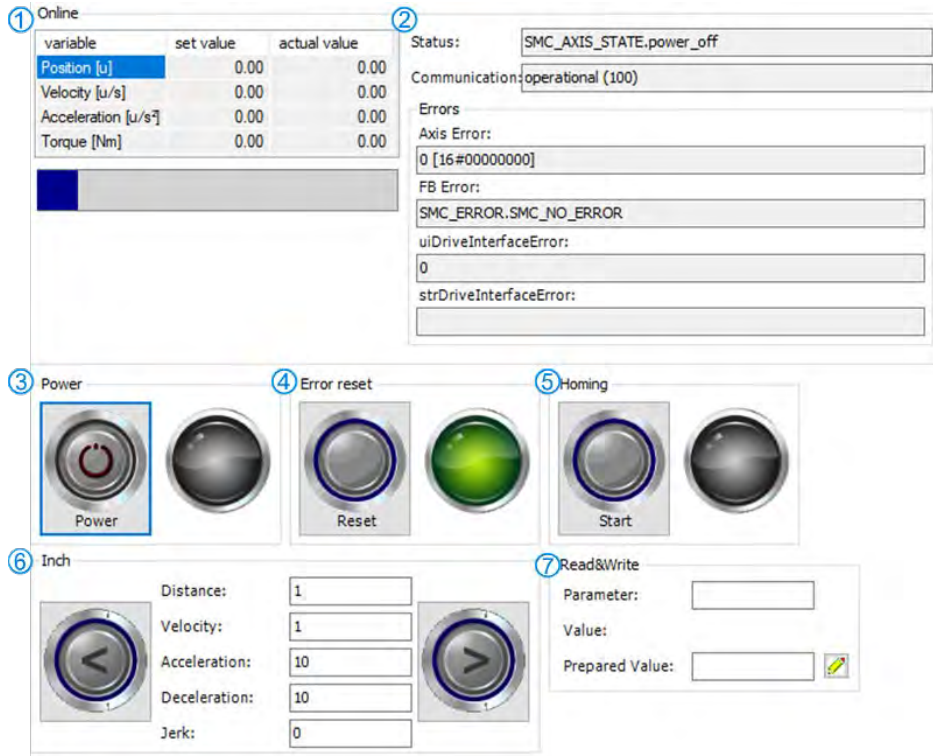 ① Online
variable set value actual value
Position [u] 0.00 0.00
Velocity [u/s] 0.00 0.00
Acceleration [u/s²] 0.00 0.00
Torque [Nm] 0.00 0.00
②
Status: SMC_AXIS_STATE.power_off
Communication: operational (100)
Errors
Axis Error:
0 [16#00000000]
FB Error:
SMC_ERROR.SMC_NO_ERROR
uiDriveInterfaceError:
0
strDriveInterfaceError:
③ Power
Power
④ Error reset
Reset
⑤ Homing
Start
⑥ Inch
<
Distance: 1
Velocity: 1
Acceleration: 10
Deceleration: 10
Jerk: 0
>
⑦ Read&Write
Parameter:
Value:
Prepared Value: